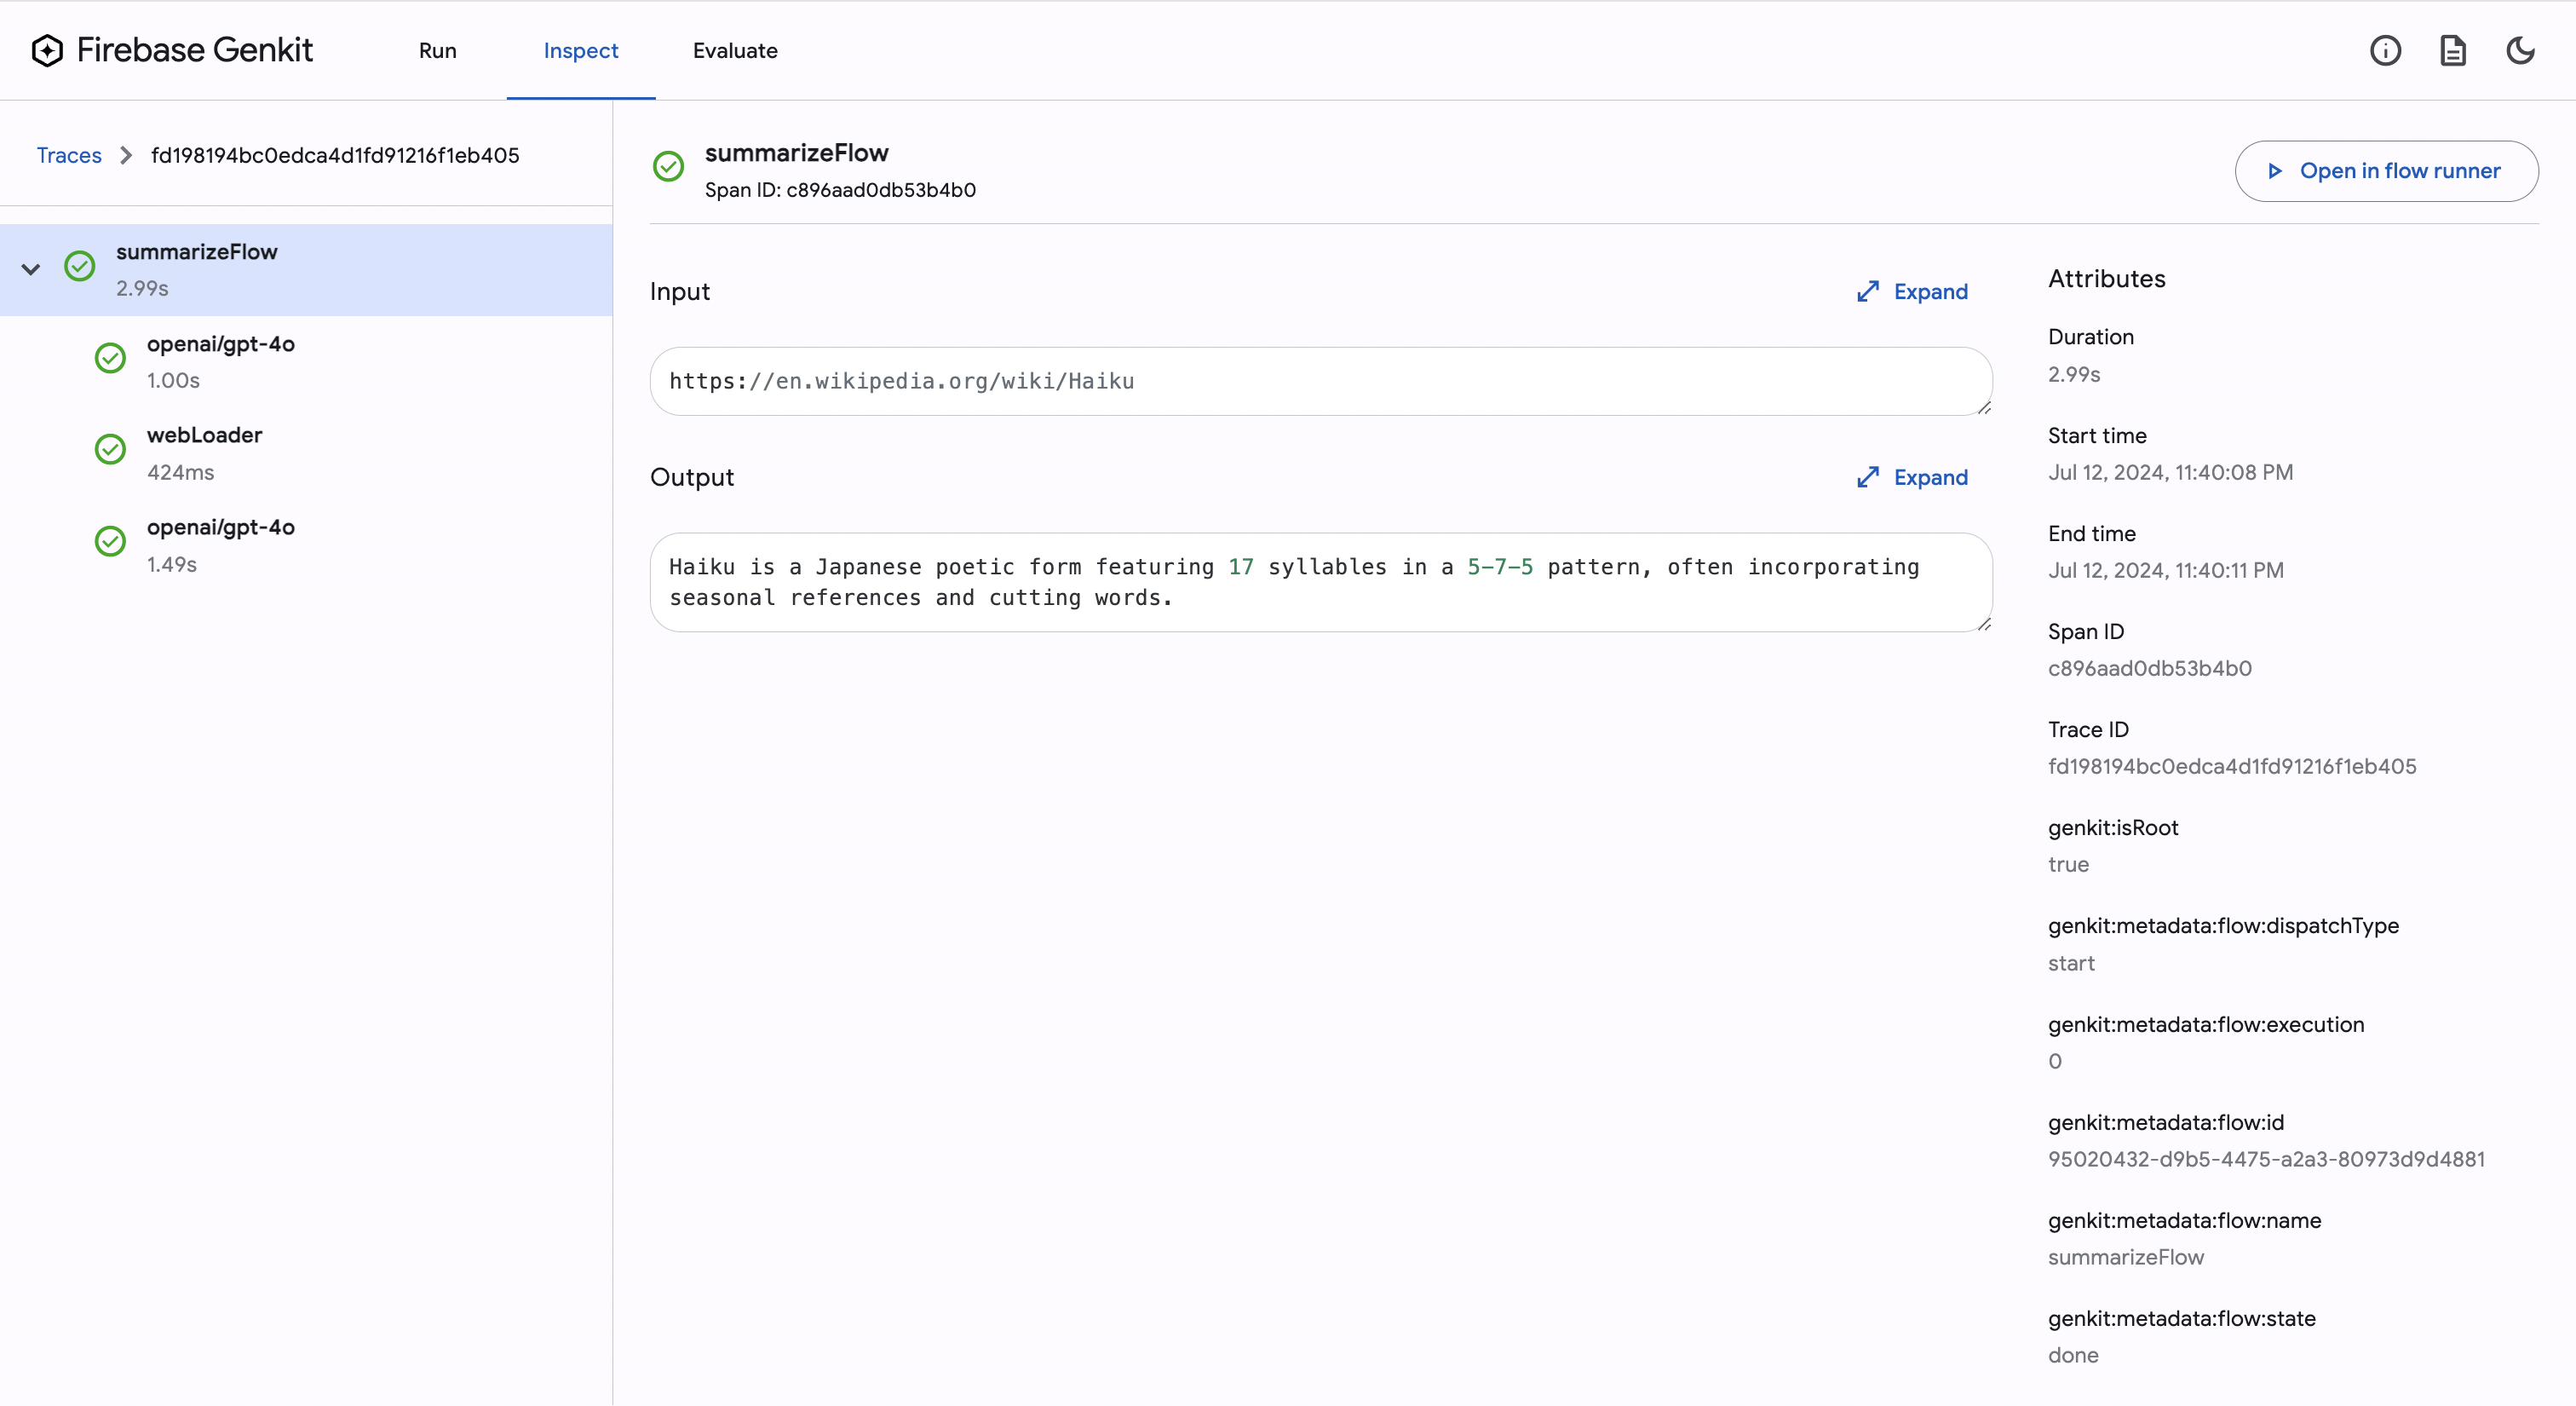 Firebase Genkit
Run
Inspect
Evaluate
Traces
fd198194bc0edca4d1fd91216f1eb405
summarizeFlow
2.99s
openai/gpt-4o
1.00s
webLoader
424ms
openai/gpt-4o
1.49s
summarizeFlow
Span ID: c896aad0db53b4b0
Open in flow runner
Input
Expand
https://en.wikipedia.org/wiki/Haiku
Output
Expand
Haiku is a Japanese poetic form featuring 17 syllables in a 5-7-5 pattern, often incorporating
seasonal references and cutting words.
Attributes
Duration
2.99s
Start time
Jul 12, 2024, 11:40:08 PM
End time
Jul 12, 2024, 11:40:11 PM
Span ID
c896aad0db53b4b0
Trace ID
fd198194bc0edca4d1fd91216f1eb405
genkit:isRoot
true
genkit:metadata:flow:dispatchType
start
genkit:metadata:flow:execution
0
genkit:metadata:flow:id
95020432-d9b5-4475-a2a3-80973d9d4881
genkit:metadata:flow:name
summarizeFlow
genkit:metadata:flow:state
done